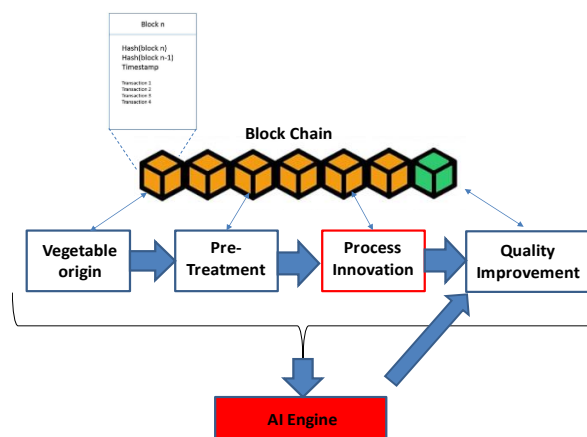 Block n
Hash(block n)
Hash(block n-1)
Timestamp
Transaction 1
Transaction 2
Transaction 3
Transaction 4
Block Chain
Vegetable
origin
Pre-
Treatment
Process
Innovation
Quality
Improvement
AI Engine